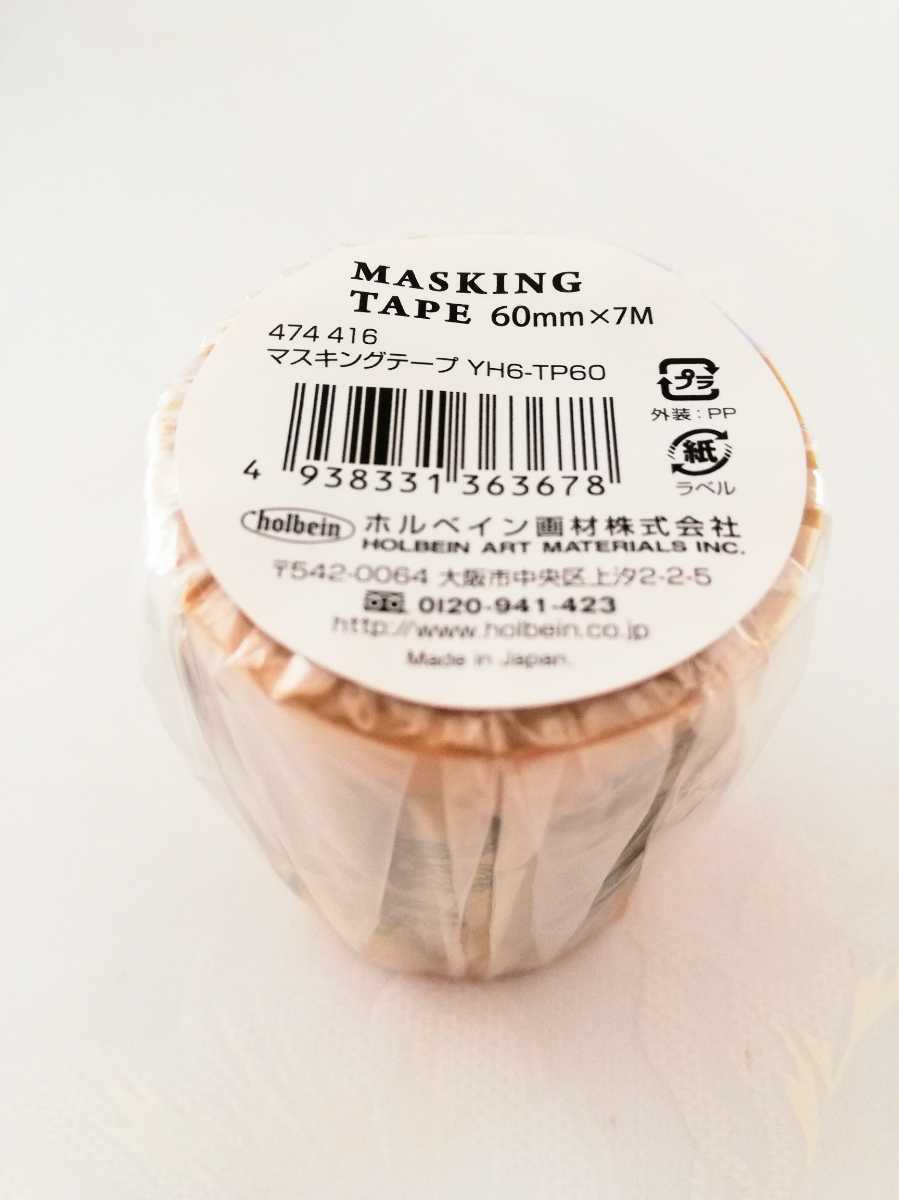 MASKING
TAPE 60mm×7M
474 416
マスキングテープ YH6-TP60
プラ
外装：PP
紙
ラベル
4 938331 363678
holbein ホルベイン画材株式会社
HOLBEIN ART MATERIALS INC.
〒542-0064 大阪市中央区上汐2-2-5
0120-941-423
http://www.holbein.co.jp
Made in Japan.